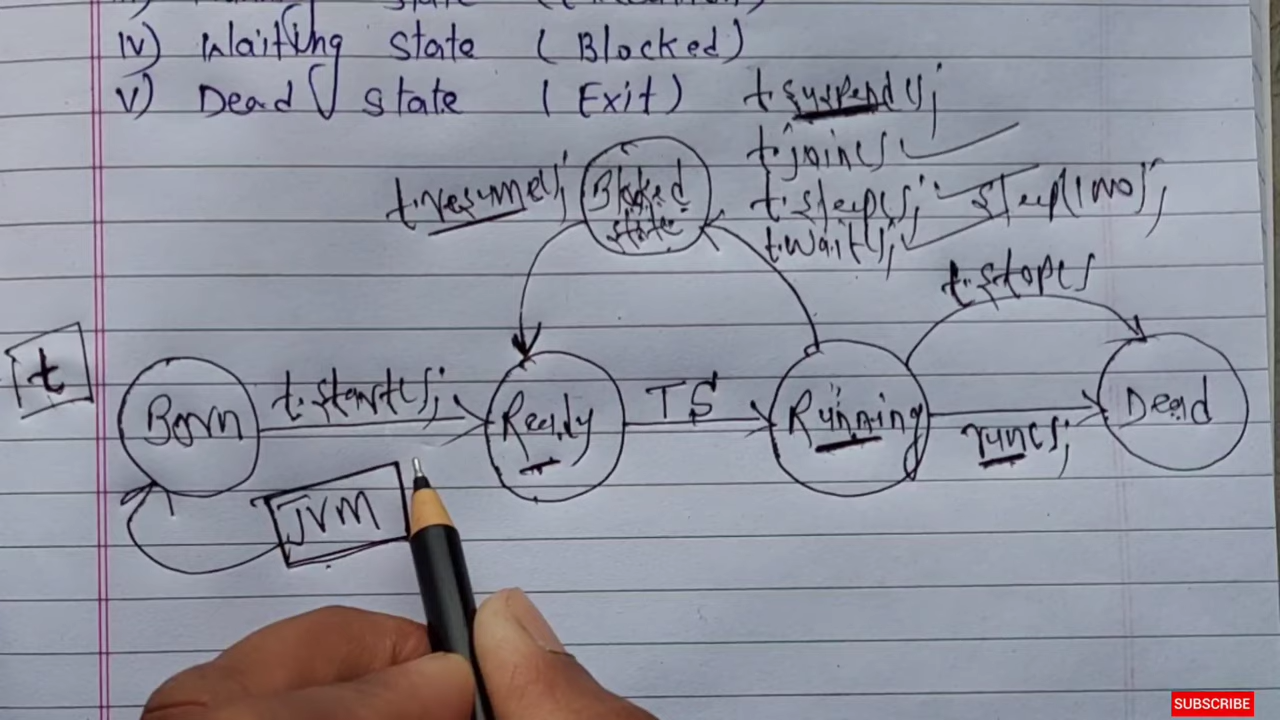 State
iv) Waiting State (Blocked)
v) Dead state (Exit)
t.suspend();
t.join()
t.resume();
Blocked state
t.sleep(); sleep(1000);
t.wait();
t.stop()
t
Born
t.start();
Ready
TS
Running
run();
Dead
JVM
SUBSCRIBE